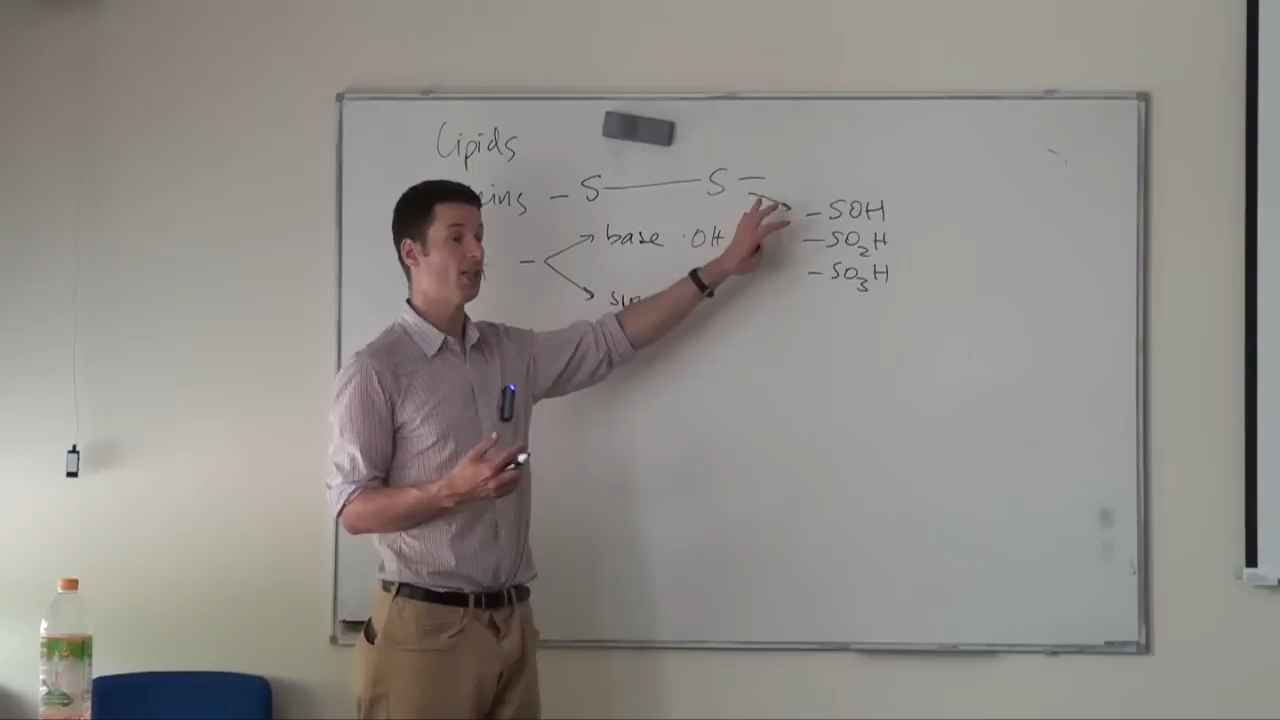 Lipids
– S — S –
– SOH
base ·OH
– SO₂H
– SO₃H